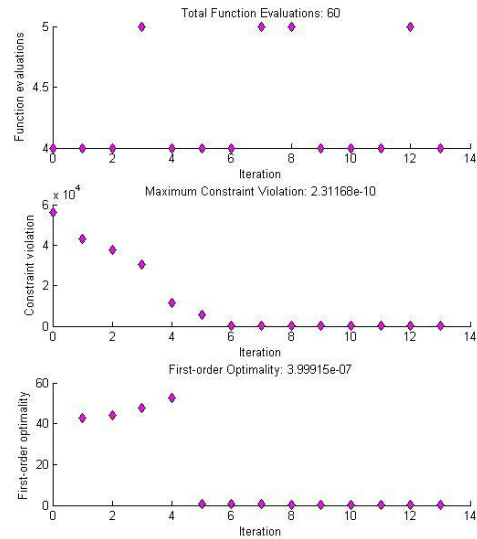 Total Function Evaluations: 60
5
4.5
4
Function evaluations
0 2 4 6 8 10 12 14
Iteration
x 10^4
Maximum Constraint Violation: 2.31168e-10
6
4
2
0
Constraint violation
0 2 4 6 8 10 12 14
Iteration
First-order Optimality: 3.99915e-07
60
40
20
0
First-order optimality
0 2 4 6 8 10 12 14
Iteration